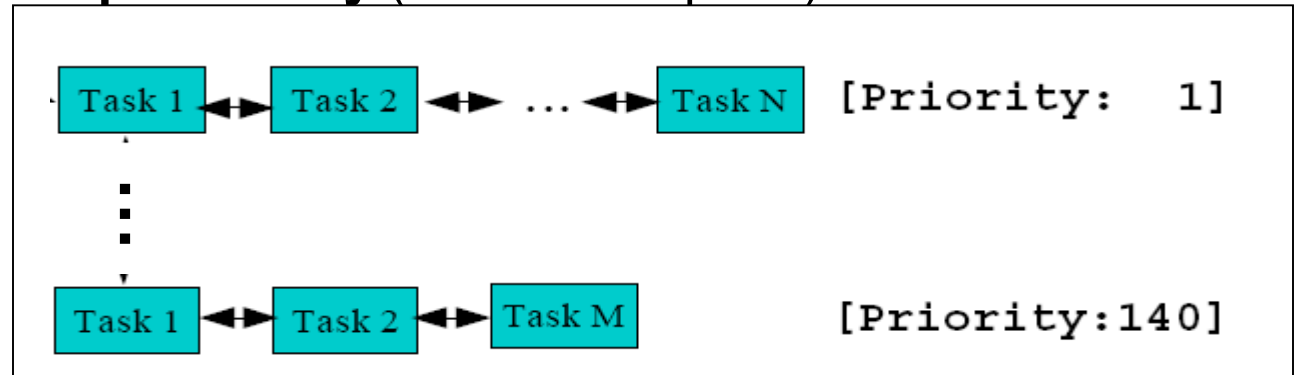 Task 1 Task 2 ... Task N [Priority: 1]
Task 1 Task 2 Task M [Priority:140]